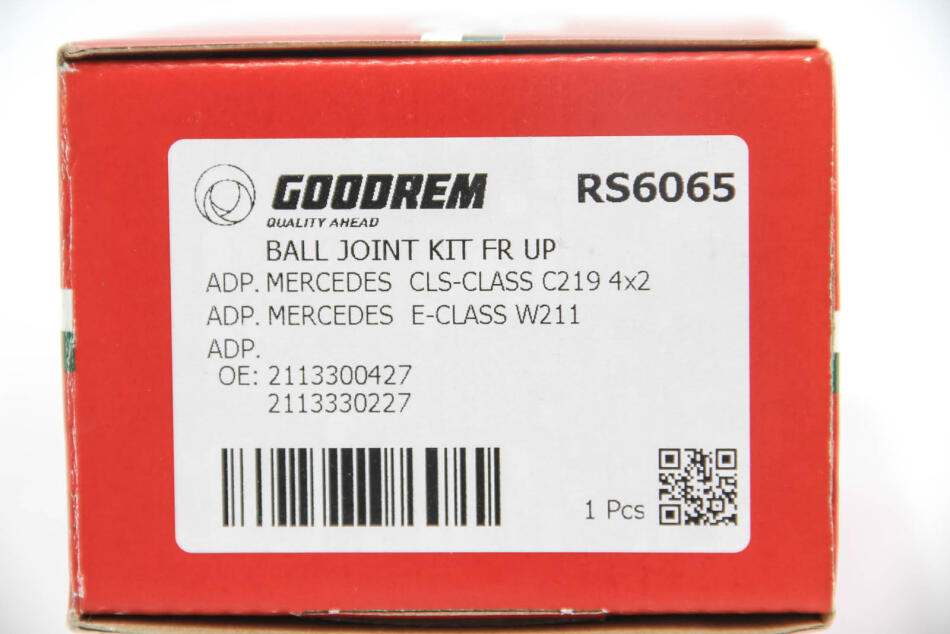 GOODREM
RS6065
QUALITY AHEAD
BALL JOINT KIT FR UP
ADP. MERCEDES CLS-CLASS C219 4x2
ADP. MERCEDES E-CLASS W211
ADP.
OE: 2113300427
2113330227
1 Pcs